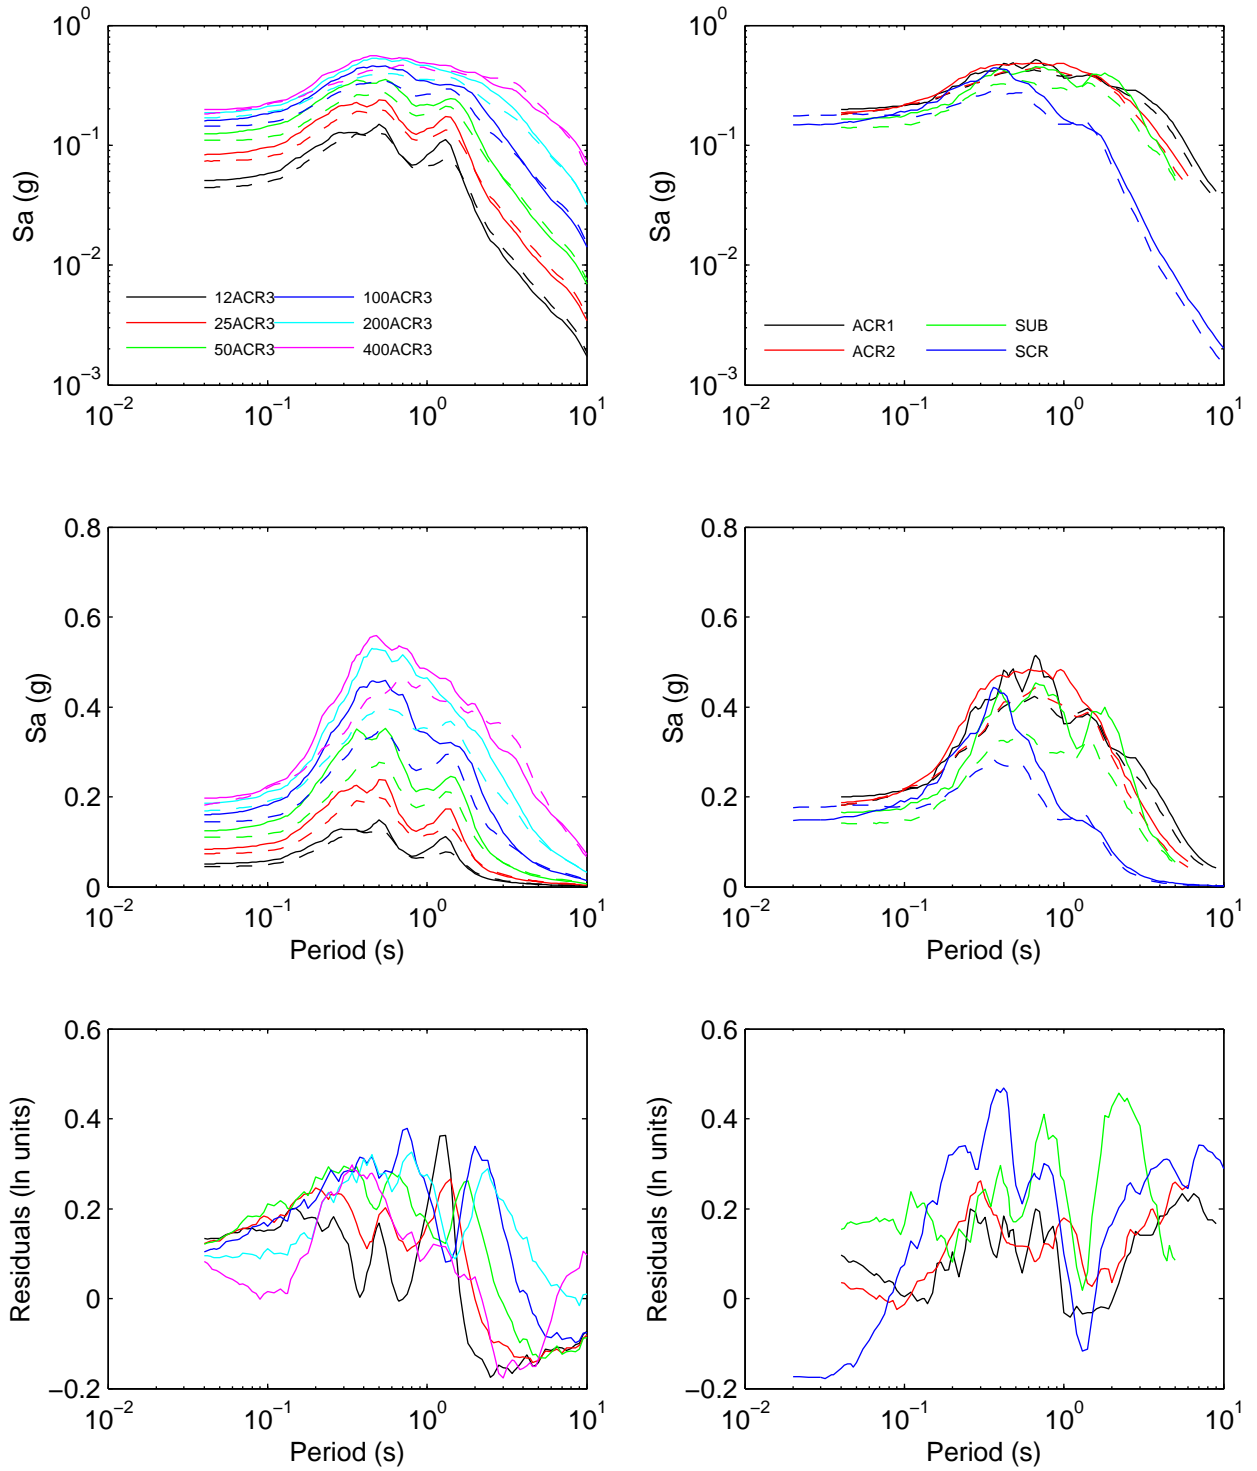 10^0
10^−1
10^−2
10^−3
Sa (g)
12ACR3
25ACR3
50ACR3
100ACR3
200ACR3
400ACR3
10^−2 10^−1 10^0 10^1
10^0
10^−1
10^−2
10^−3
Sa (g)
ACR1
ACR2
SUB
SCR
10^−2 10^−1 10^0 10^1
0.8
0.6
0.4
0.2
0
Sa (g)
10^−2 10^−1 10^0 10^1
Period (s)
0.8
0.6
0.4
0.2
0
Sa (g)
10^−2 10^−1 10^0 10^1
Period (s)
0.6
0.4
0.2
0
−0.2
Residuals (ln units)
10^−2 10^−1 10^0 10^1
Period (s)
0.6
0.4
0.2
0
−0.2
Residuals (ln units)
10^−2 10^−1 10^0 10^1
Period (s)